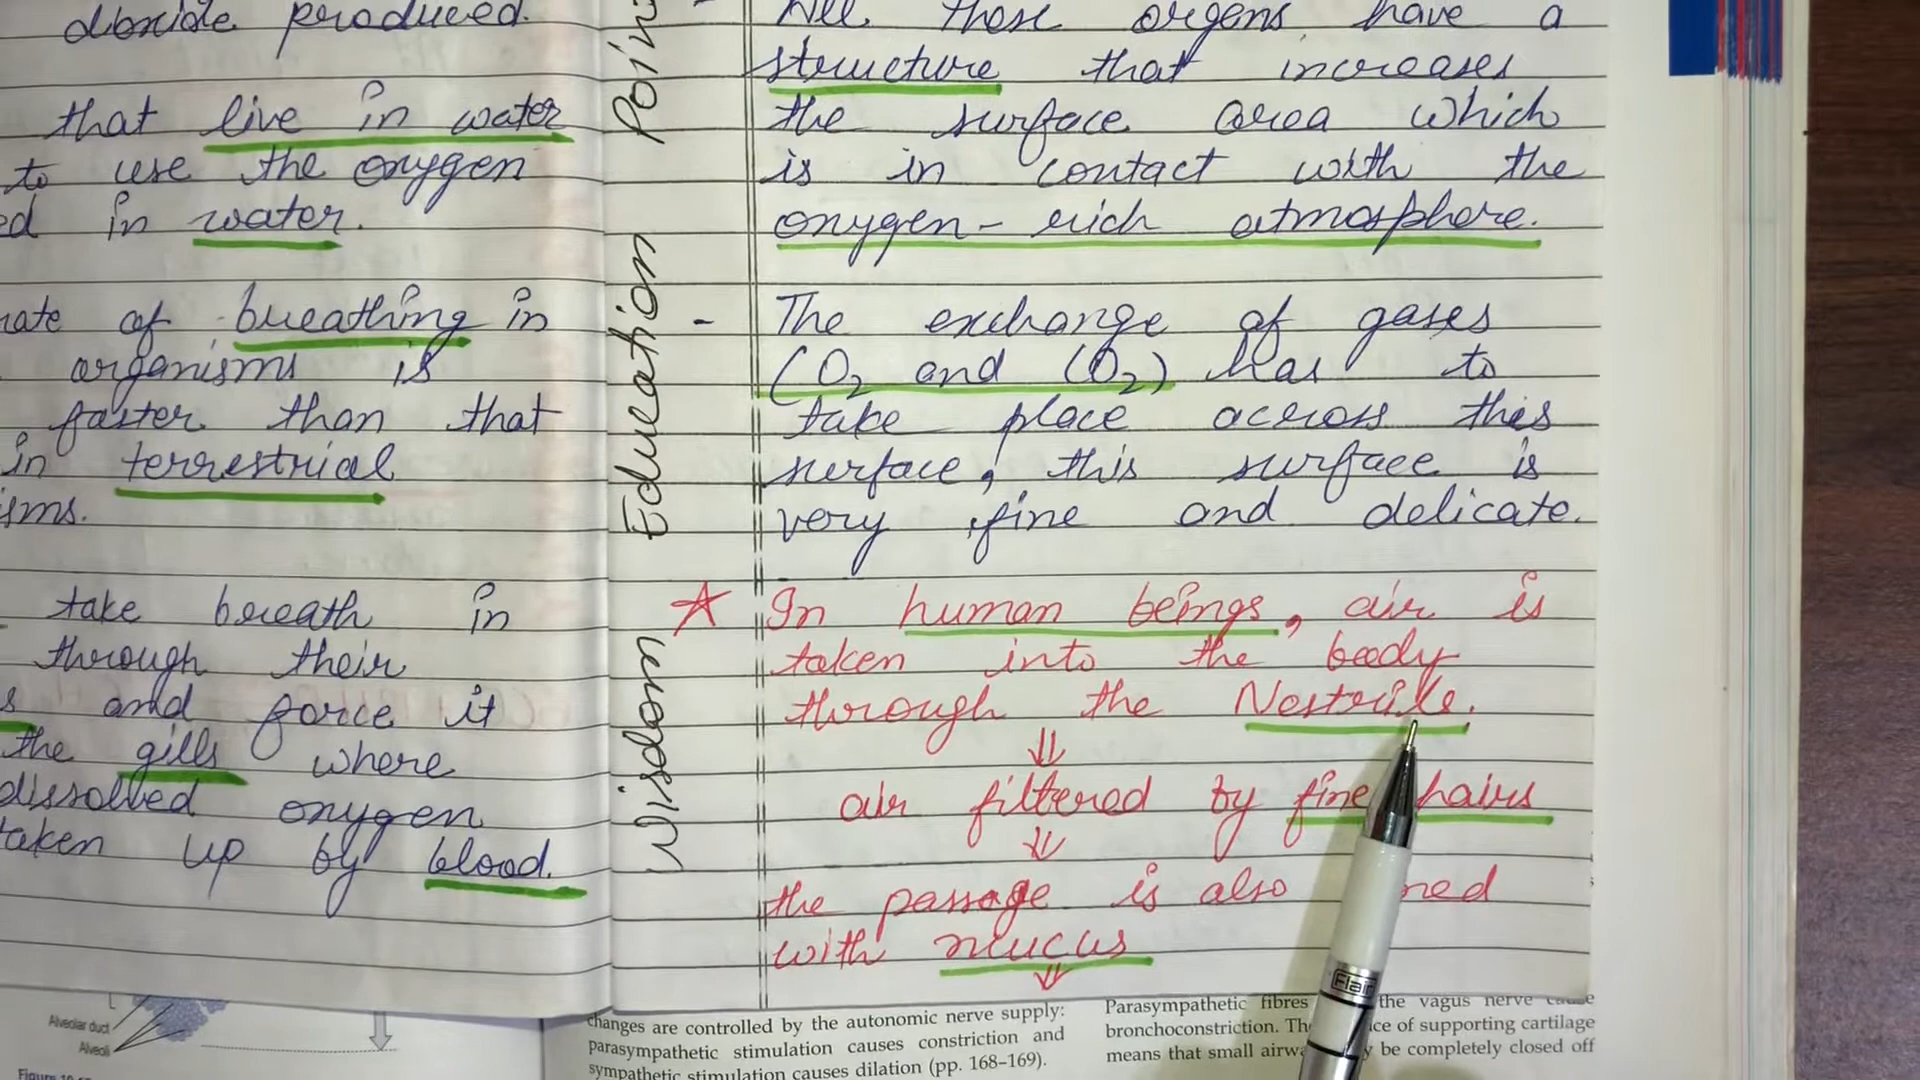 dioxide produced.
that live in water
to use the oxygen
ed in water.
rate of breathing in
organisms is
faster than that
in terrestrial
isms.
take breath in
through their
s and force it
the gills where
dissolved oxygen
taken up by blood.
Wisdom Education Poin
- All these organs have a
structure that increases
the surface area which
is in contact with the
oxygen-rich atmosphere.
- The exchange of gases
(O2 and CO2) has to
take place across this
surface, this surface is
very fine and delicate.
☆ In human beings, air is
taken into the body
through the Nostrils.
⇓
air filtered by fine hairs
⇓
the passage is also ned
with mucus
⇓
Alveolar duct
Alveoli
changes are controlled by the autonomic nerve supply:
parasympathetic stimulation causes constriction and
sympathetic stimulation causes dilation (pp. 168–169).
Parasympathetic fibres the vagus nerve cause
bronchoconstriction. Th ce of supporting cartilage
means that small airwa y be completely closed off
Flair